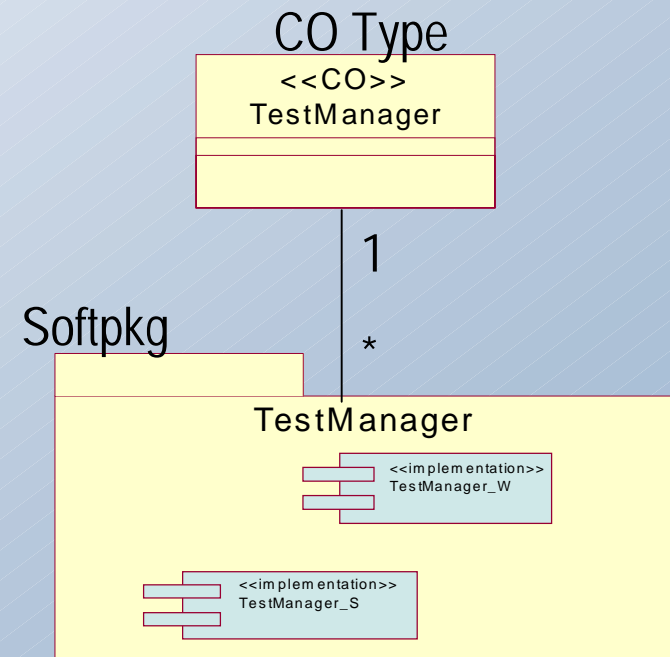 CO Type
<<CO>>
TestManager
1
Softpkg
*
TestManager
<<implementation>>
TestManager_W
<<implementation>>
TestManager_S